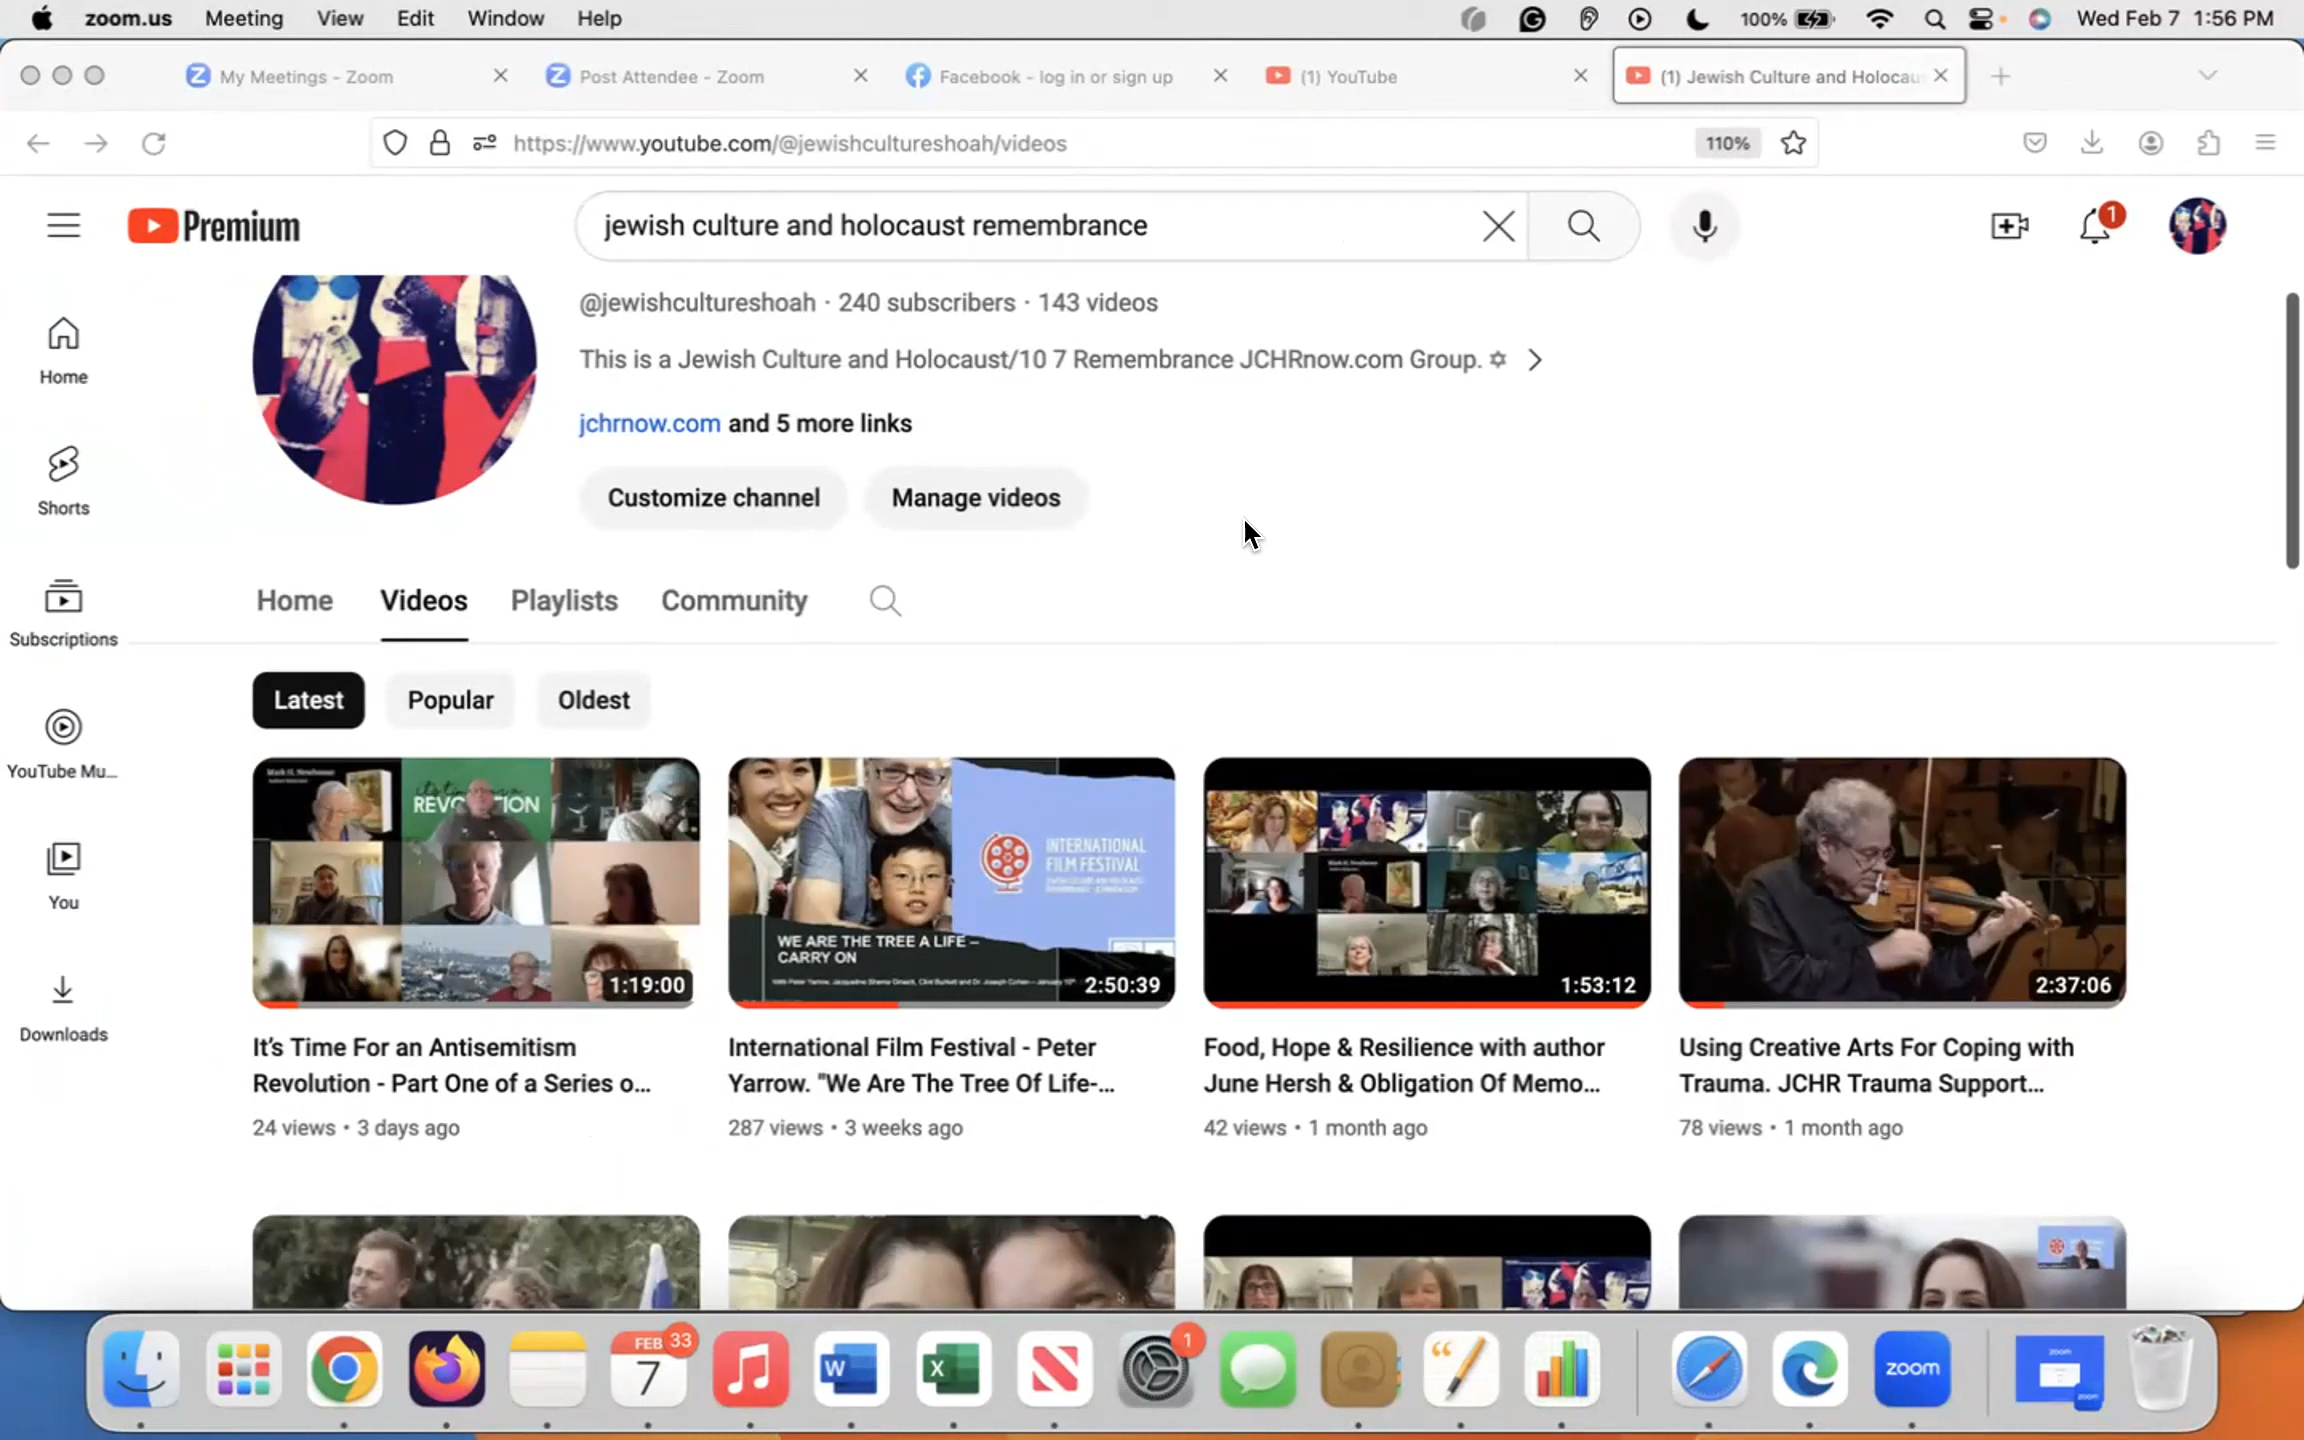 zoom.us Meeting View Edit Window Help 100% Wed Feb 7 1:56 PM
My Meetings - Zoom Post Attendee - Zoom Facebook - log in or sign up (1) YouTube (1) Jewish Culture and Holocau
https://www.youtube.com/@jewishcultureshoah/videos 110%
Premium jewish culture and holocaust remembrance 1
@jewishcultureshoah · 240 subscribers · 143 videos
This is a Jewish Culture and Holocaust/10 7 Remembrance JCHRnow.com Group. ✡
jchrnow.com and 5 more links
Customize channel Manage videos
Home
Shorts
Subscriptions
YouTube Mu...
You
Downloads
Home Videos Playlists Community
Latest Popular Oldest
Mark H. Newhouse
it's time
REVOLUTION
1:19:00
INTERNATIONAL
FILM FESTIVAL
WE ARE THE TREE A LIFE –
CARRY ON
2:50:39
1:53:12
2:37:06
It's Time For an Antisemitism
Revolution - Part One of a Series o...
24 views • 3 days ago
International Film Festival - Peter
Yarrow. "We Are The Tree Of Life-...
287 views • 3 weeks ago
Food, Hope & Resilience with author
June Hersh & Obligation Of Memo...
42 views • 1 month ago
Using Creative Arts For Coping with
Trauma. JCHR Trauma Support...
78 views • 1 month ago
FEB 33
7
W
X
1
zoom
zoom
zoom